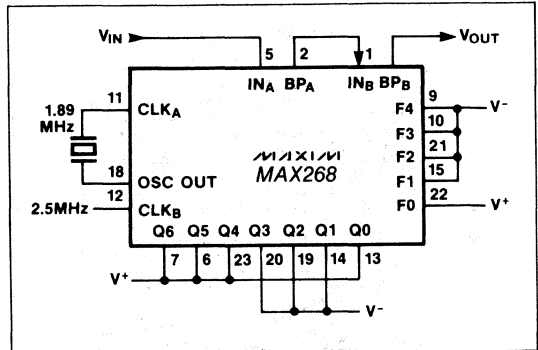 VIN
VOUT
5
2
1
INA
BPA
INB
BPB
11
CLKA
1.89
MHz
18
OSC OUT
12
CLKB
2.5MHz
MAXIM
MAX268
F4
9
V-
F3
10
F2
21
F1
15
F0
22
V+
Q6
Q5
Q4
Q3
Q2
Q1
Q0
7
6
23
20
19
14
13
V+
V-